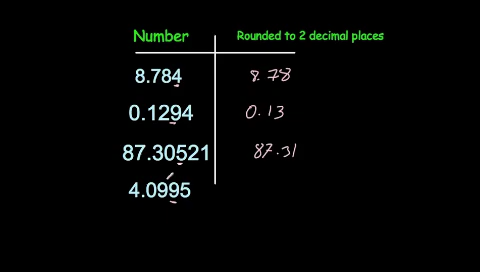 Number Rounded to 2 decimal places
8.784 8.78
0.1294 0.13
87.30521 87.31
4.0995